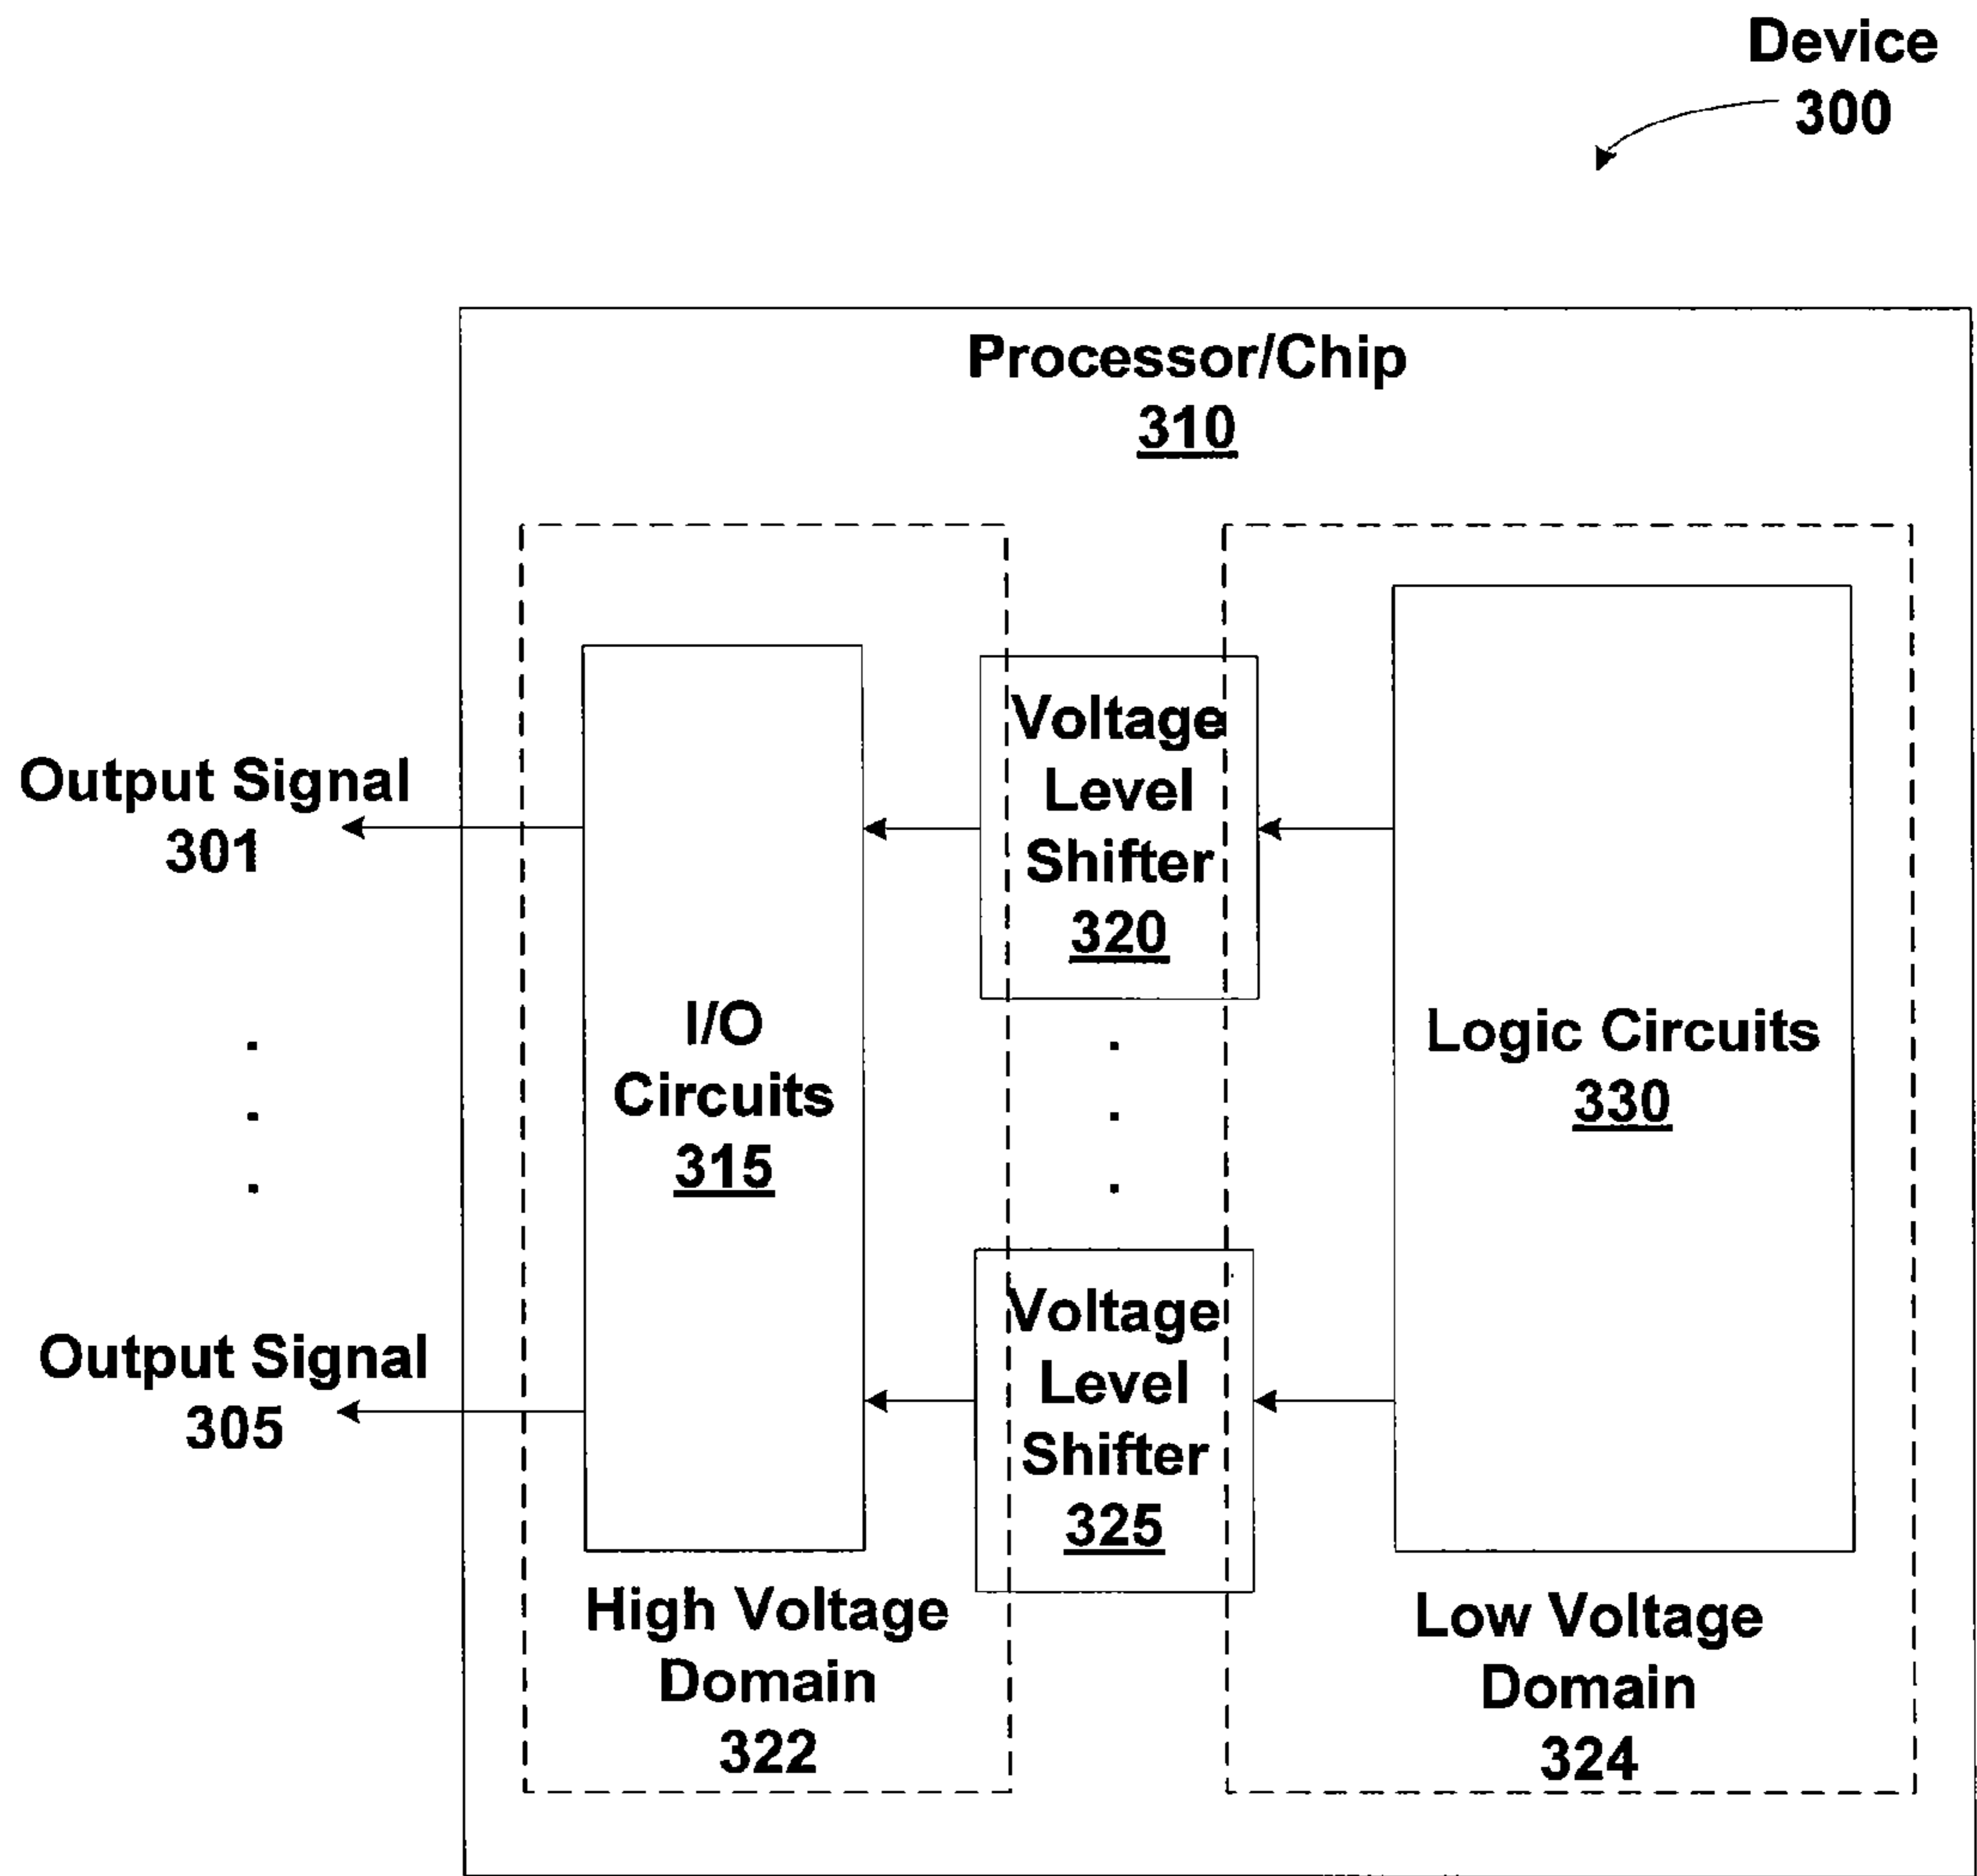 Device
300
Processor/Chip
310
Output Signal
301
Voltage
Level
Shifter
320
I/O
Circuits
315
Logic Circuits
330
Output Signal
305
Voltage
Level
Shifter
325
High Voltage
Domain
322
Low Voltage
Domain
324